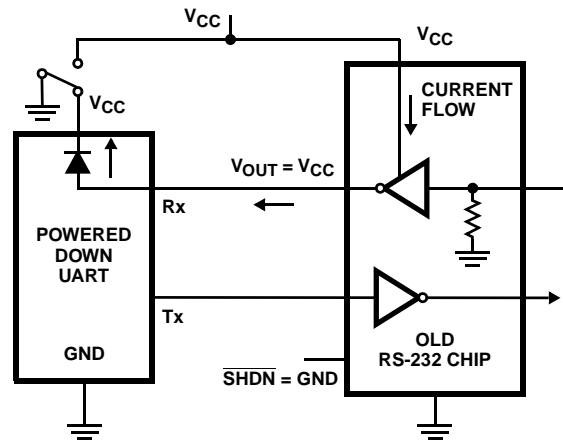 VCC
VCC
VCC
CURRENT
FLOW
VOUT = VCC
Rx
POWERED
DOWN
UART
Tx
GND
OLD
RS-232 CHIP
SHDN = GND